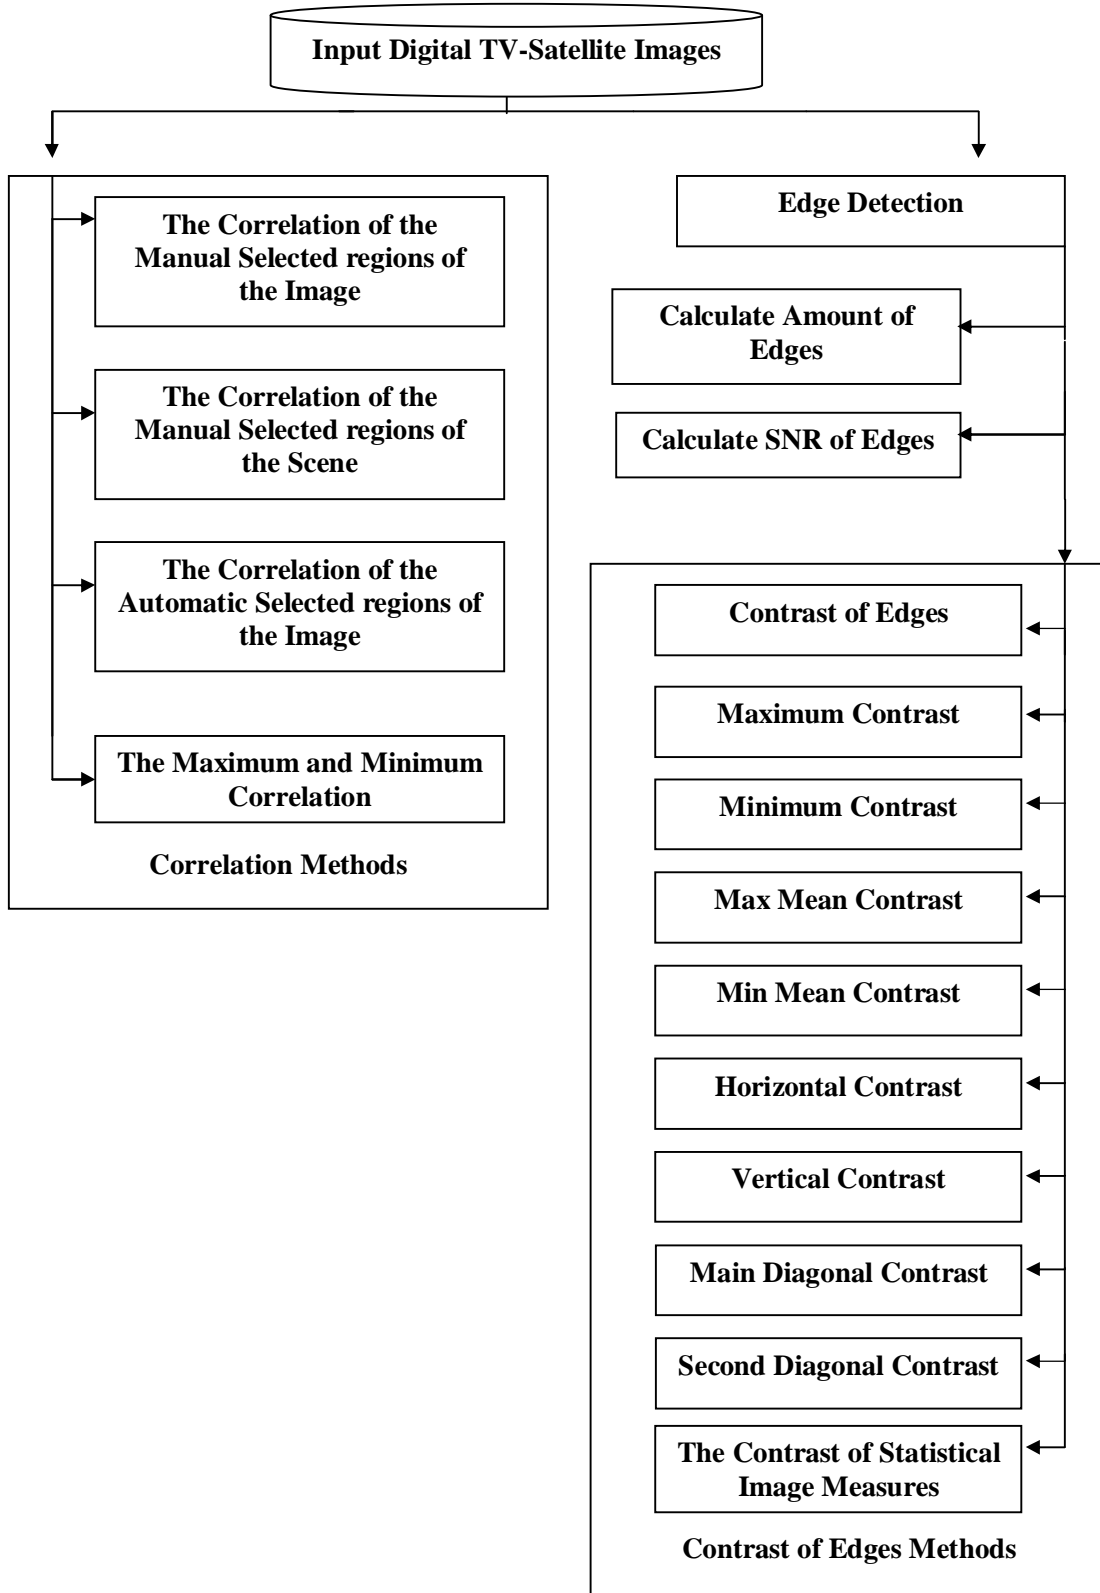 Input Digital TV-Satellite Images
The Correlation of the
Manual Selected regions of
the Image
The Correlation of the
Manual Selected regions of
the Scene
The Correlation of the
Automatic Selected regions of
the Image
The Maximum and Minimum
Correlation
Correlation Methods
Edge Detection
Calculate Amount of
Edges
Calculate SNR of Edges
Contrast of Edges
Maximum Contrast
Minimum Contrast
Max Mean Contrast
Min Mean Contrast
Horizontal Contrast
Vertical Contrast
Main Diagonal Contrast
Second Diagonal Contrast
The Contrast of Statistical
Image Measures
Contrast of Edges Methods